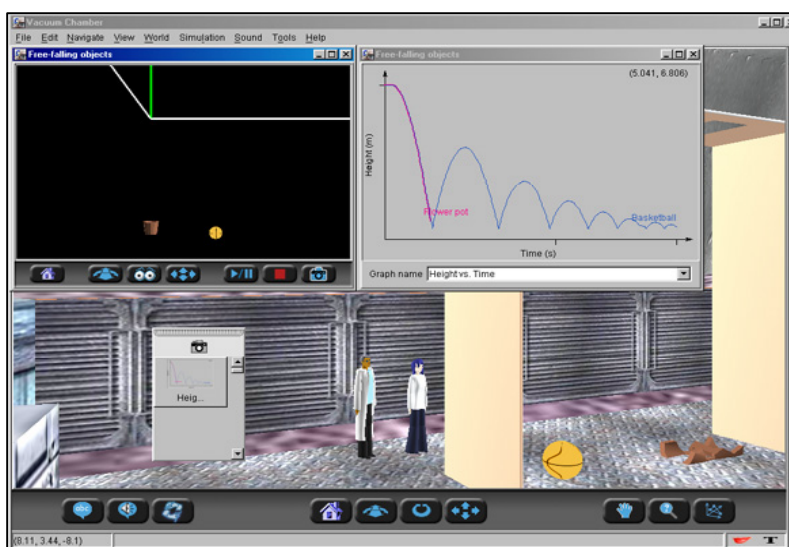 Vacuum Chamber
File Edit Navigate View World Simulation Sound Tools Help
Free-falling objects
Free-falling objects
(5.041, 6.806)
Height (m)
Flower pot
Basketball
Time (s)
Graph name Height vs. Time
Heig...
abc
(8.11, 3.44, -8.1)
T